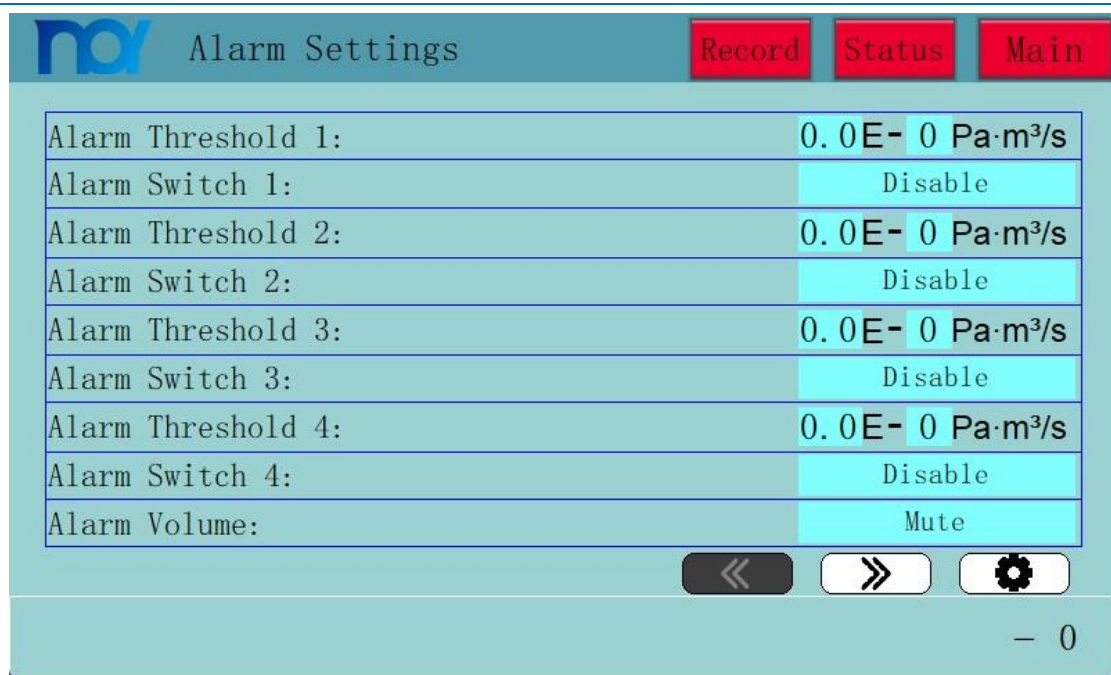 Alarm Settings Record Status Main
Alarm Threshold 1: 0.0E- 0 Pa·m³/s
Alarm Switch 1: Disable
Alarm Threshold 2: 0.0E- 0 Pa·m³/s
Alarm Switch 2: Disable
Alarm Threshold 3: 0.0E- 0 Pa·m³/s
Alarm Switch 3: Disable
Alarm Threshold 4: 0.0E- 0 Pa·m³/s
Alarm Switch 4: Disable
Alarm Volume: Mute
- 0